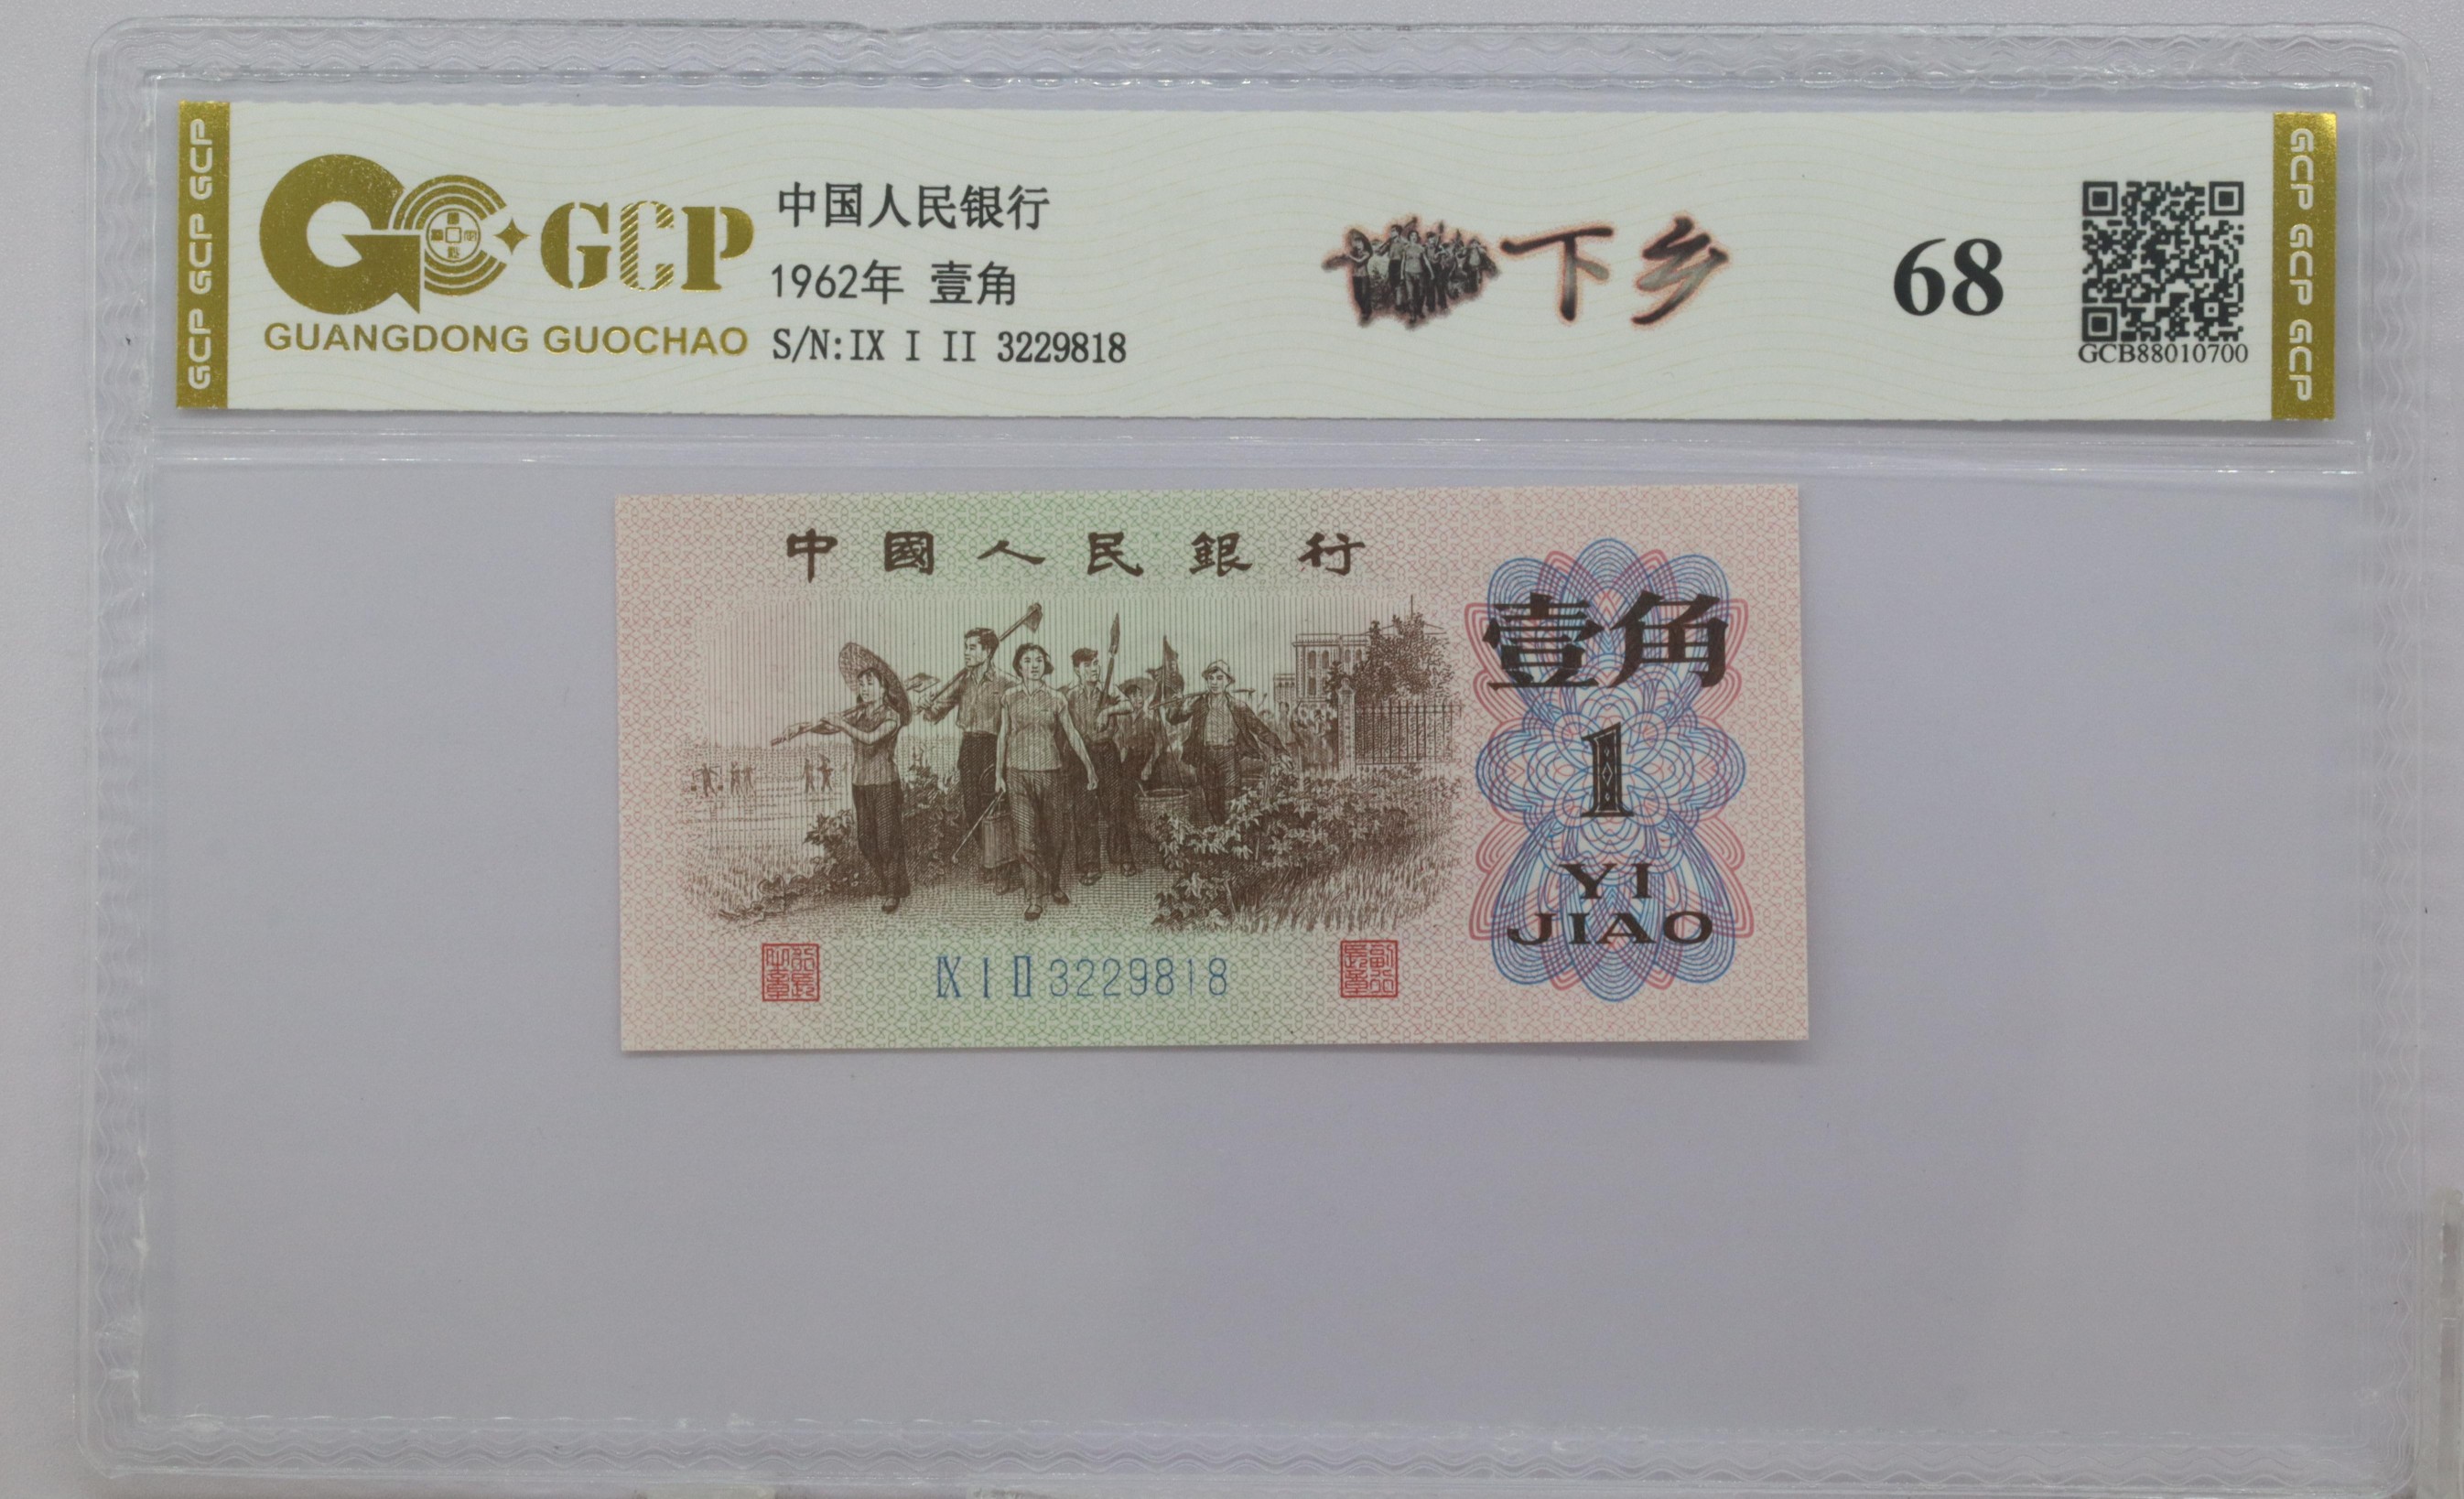 GCP GCP GCP
GCP
GUANGDONG GUOCHAO
中国人民银行
1962年 壹角
S/N:IX I II 3229818
下乡
68
GCB88010700
GCP GCP GCP
中國人民銀行
壹角
1
YI
JIAO
IX I II 3229818